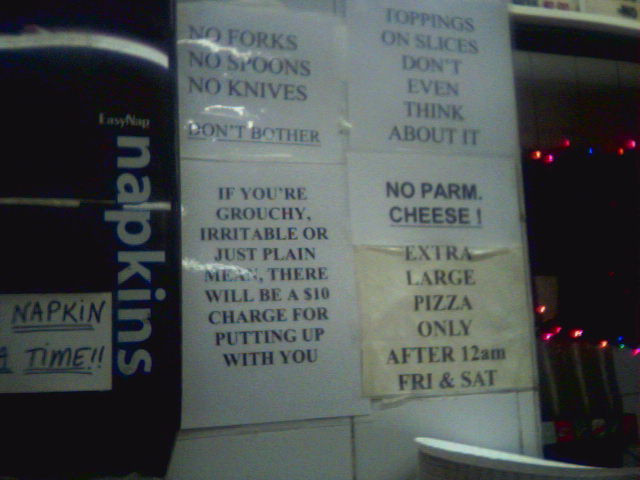 NO FORKS
NO SPOONS
NO KNIVES
DON'T BOTHER
TOPPINGS
ON SLICES
DON'T
EVEN
THINK
ABOUT IT
IF YOU'RE
GROUCHY,
IRRITABLE OR
JUST PLAIN
MEAN, THERE
WILL BE A $10
CHARGE FOR
PUTTING UP
WITH YOU
NO PARM.
CHEESE !
EXTRA
LARGE
PIZZA
ONLY
AFTER 12am
FRI & SAT
EasyNap
napkins
NAPKIN
A TIME!!